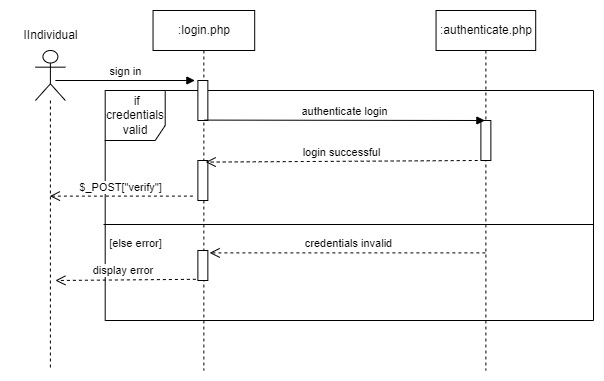 IIndividual
:login.php
:authenticate.php
sign in
if
credentials
valid
authenticate login
login successful
$_POST["verify"]
[else error]
credentials invalid
display error